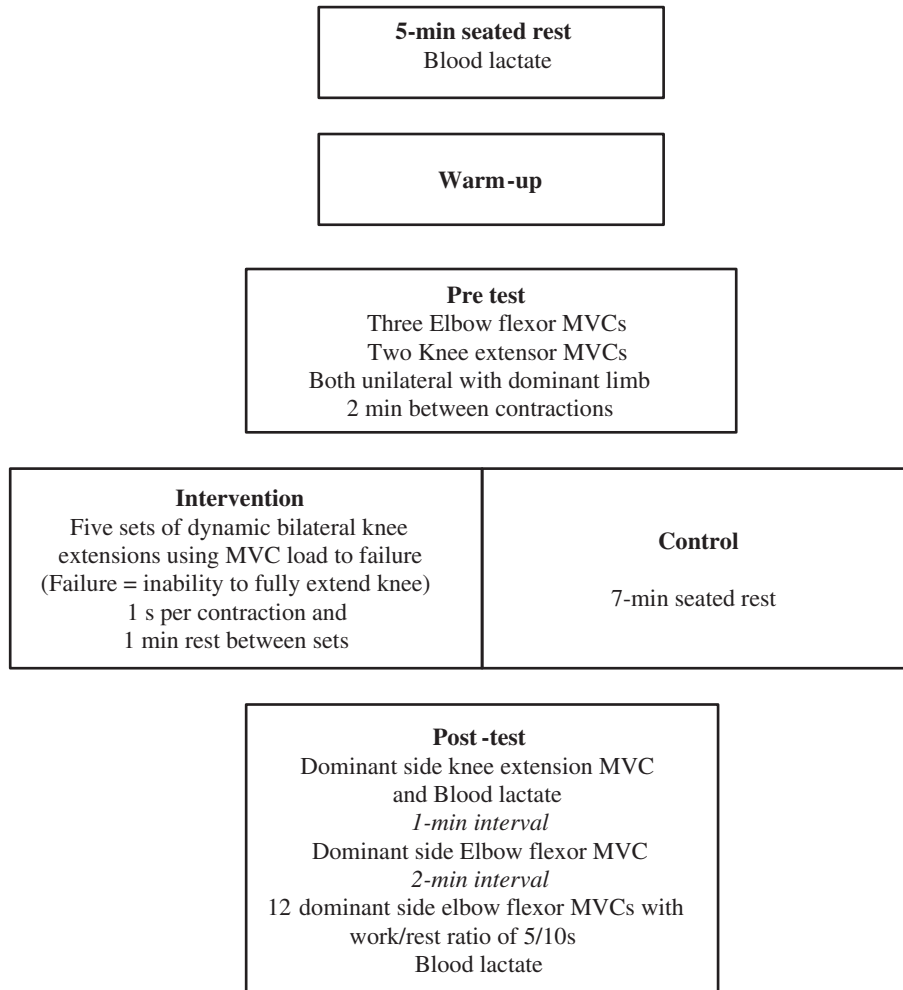 5-min seated rest
Blood lactate
Warm-up
Pre test
Three Elbow flexor MVCs
Two Knee extensor MVCs
Both unilateral with dominant limb
2 min between contractions
Intervention
Five sets of dynamic bilateral knee
extensions using MVC load to failure
(Failure = inability to fully extend knee)
1 s per contraction and
1 min rest between sets
Control
7-min seated rest
Post -test
Dominant side knee extension MVC
and Blood lactate
1-min interval
Dominant side Elbow flexor MVC
2-min interval
12 dominant side elbow flexor MVCs with
work/rest ratio of 5/10s
Blood lactate